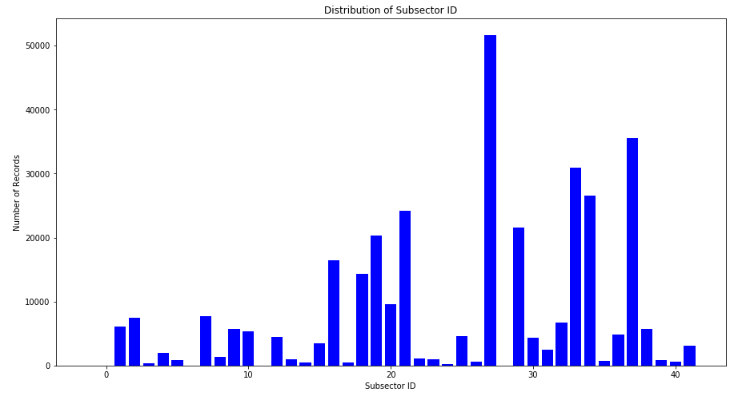 Distribution of Subsector ID
50000
40000
30000
20000
10000
0
Number of Records
0 10 20 30 40
Subsector ID